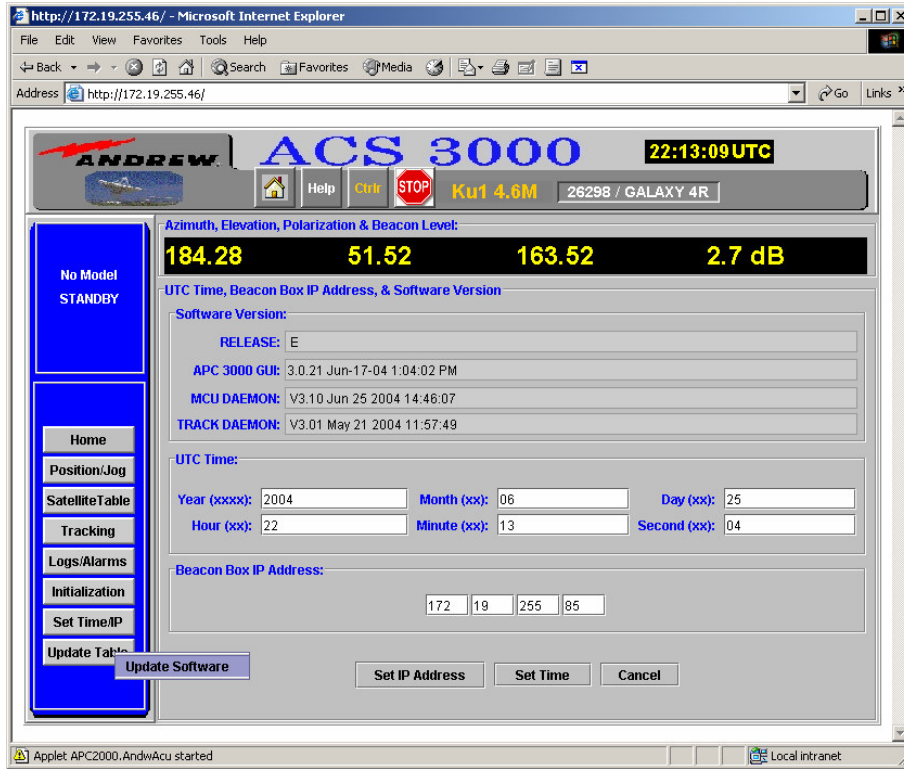 http://172.19.255.46/ - Microsoft Internet Explorer
File Edit View Favorites Tools Help
Back Search Favorites Media
Address http://172.19.255.46/ Go Links »
ANDREW ACS 3000 22:13:09 UTC
Help Ctrlr STOP Ku1 4.6M 26298 / GALAXY 4R
No Model
STANDBY
Azimuth, Elevation, Polarization & Beacon Level:
184.28 51.52 163.52 2.7 dB
UTC Time, Beacon Box IP Address, & Software Version
Software Version:
RELEASE: E
APC 3000 GUI: 3.0.21 Jun-17-04 1:04:02 PM
MCU DAEMON: V3.10 Jun 25 2004 14:46:07
TRACK DAEMON: V3.01 May 21 2004 11:57:49
UTC Time:
Year (xxxx): 2004 Month (xx): 06 Day (xx): 25
Hour (xx): 22 Minute (xx): 13 Second (xx): 04
Beacon Box IP Address:
172 19 255 85
Set IP Address Set Time Cancel
Home
Position/Jog
SatelliteTable
Tracking
Logs/Alarms
Initialization
Set Time/IP
Update Table
Update Software
Applet APC2000.AndwAcu started Local intranet